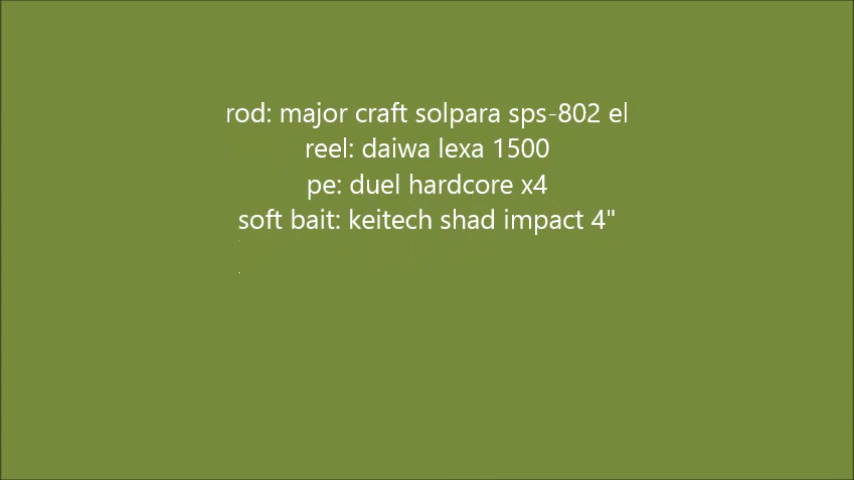 rod: major craft solpara sps-802 el
reel: daiwa lexa 1500
pe: duel hardcore x4
soft bait: keitech shad impact 4"